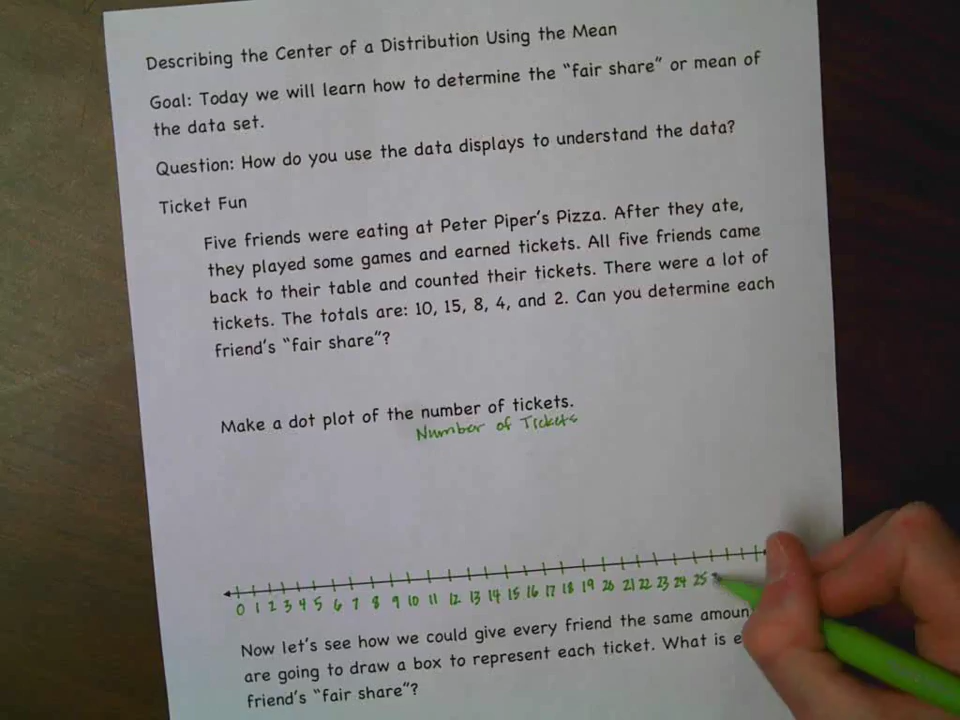 Describing the Center of a Distribution Using the Mean
Goal: Today we will learn how to determine the “fair share” or mean of
the data set.
Question: How do you use the data displays to understand the data?
Ticket Fun
Five friends were eating at Peter Piper’s Pizza. After they ate,
they played some games and earned tickets. All five friends came
back to their table and counted their tickets. There were a lot of
tickets. The totals are: 10, 15, 8, 4, and 2. Can you determine each
friend’s “fair share”?
Make a dot plot of the number of tickets.
Number of Tickets
0 1 2 3 4 5 6 7 8 9 10 11 12 13 14 15 16 17 18 19 20 21 22 23 24 25
Now let’s see how we could give every friend the same
are going to draw a box to represent each ticket. What is
friend’s “fair share”?